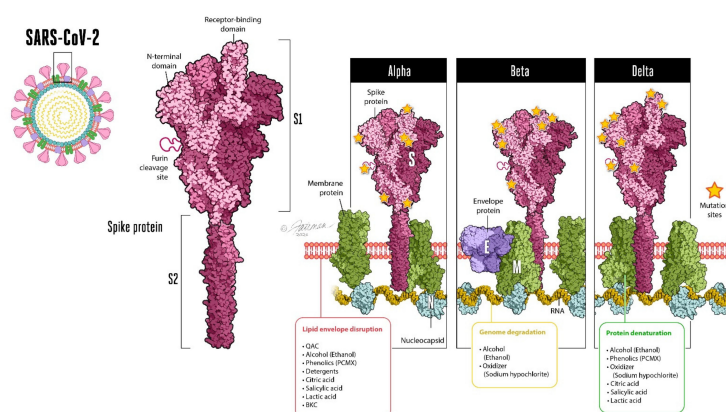 SARS-CoV-2
Receptor-binding
domain
N-terminal
domain
S1
Furin
cleavage
site
Spike protein
S2
Alpha
Beta
Delta
Spike
protein
S
Membrane
protein
Envelope
protein
E
M
N
Nucleocapsid
RNA
Mutation
sites
Lipid envelope disruption
• QAC
• Alcohol (Ethanol)
• Phenolics (PCMX)
• Detergents
• Citric acid
• Salicylic acid
• Lactic acid
• BKC
Genome degradation
• Alcohol
(Ethanol)
• Oxidizer
(Sodium hypochlorite)
Protein denaturation
• Alcohol (Ethanol)
• Phenolics (PCMX)
• Oxidizer
(Sodium hypochlorite)
• Citric acid
• Salicylic acid
• Lactic acid